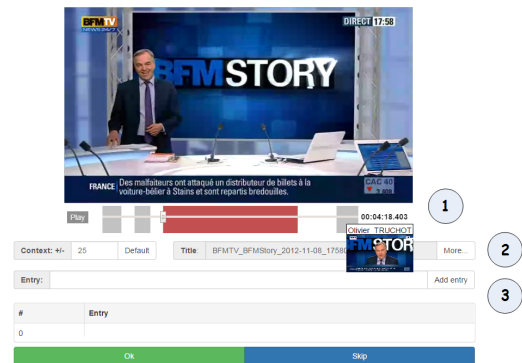 BFMTV
NEWS 24/7
DIRECT 17:58
BFM STORY
FRANCE
Des malfaiteurs ont attaqué un distributeur de billets à la
voiture-bélier à Stains et sont repartis bredouilles.
CAC 40
Play
00:04:18.403
1
Olivier TRUCHOT
Context: +/-
25
Default
Title:
BFMTV_BFMStory_2012-11-08_1758
More...
2
Entry:
Add entry
3
#
Entry
0
Ok
Skip